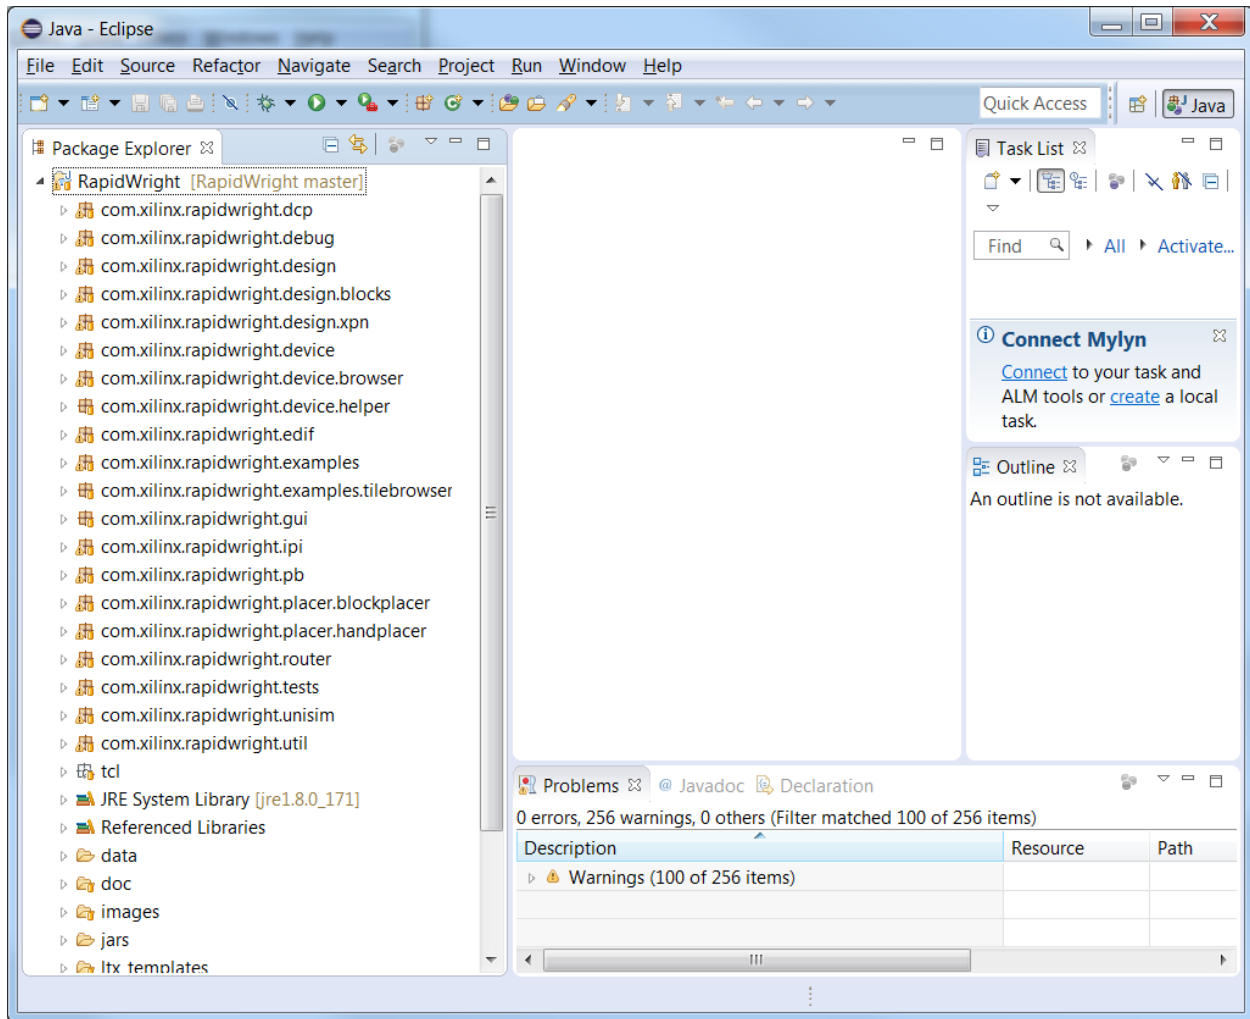 Java - Eclipse
File Edit Source Refactor Navigate Search Project Run Window Help
Quick Access
Java
Package Explorer
RapidWright [RapidWright master]
com.xilinx.rapidwright.dcp
com.xilinx.rapidwright.debug
com.xilinx.rapidwright.design
com.xilinx.rapidwright.design.blocks
com.xilinx.rapidwright.design.xpn
com.xilinx.rapidwright.device
com.xilinx.rapidwright.device.browser
com.xilinx.rapidwright.device.helper
com.xilinx.rapidwright.edif
com.xilinx.rapidwright.examples
com.xilinx.rapidwright.examples.tilebrowser
com.xilinx.rapidwright.gui
com.xilinx.rapidwright.ipi
com.xilinx.rapidwright.pb
com.xilinx.rapidwright.placer.blockplacer
com.xilinx.rapidwright.placer.handplacer
com.xilinx.rapidwright.router
com.xilinx.rapidwright.tests
com.xilinx.rapidwright.unisim
com.xilinx.rapidwright.util
tcl
JRE System Library [jre1.8.0_171]
Referenced Libraries
data
doc
images
jars
ltx_templates
Task List
Find All Activate...
Connect Mylyn
Connect to your task and
ALM tools or create a local
task.
Outline
An outline is not available.
Problems @ Javadoc Declaration
0 errors, 256 warnings, 0 others (Filter matched 100 of 256 items)
Description Resource Path
Warnings (100 of 256 items)